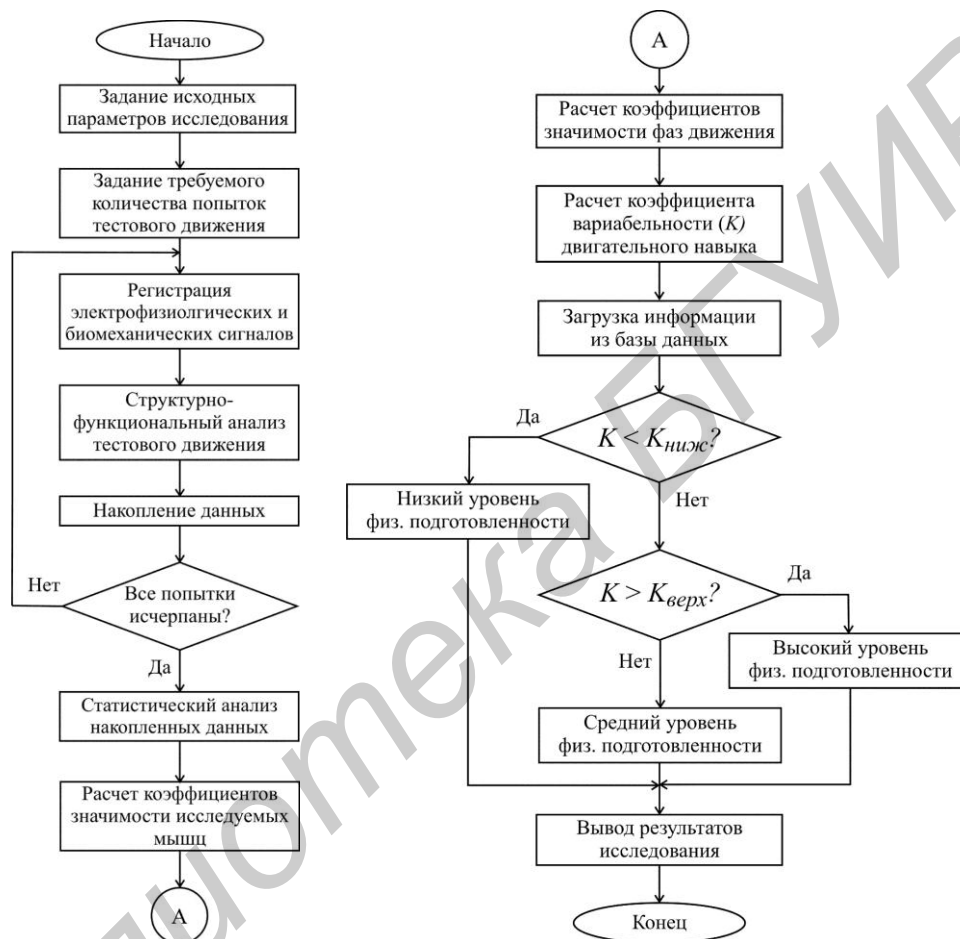 Начало
Задание исходных
параметров исследования
Задание требуемого
количества попыток
тестового движения
Регистрация
электрофизиолгических и
биомеханических сигналов
Структурно-
функциональный анализ
тестового движения
Накопление данных
Нет
Все попытки
исчерпаны?
Да
Статистический анализ
накопленных данных
Расчет коэффициентов
значимости исследуемых
мышц
А
А
Расчет коэффициентов
значимости фаз движения
Расчет коэффициента
вариабельности (K)
двигательного навыка
Загрузка информации
из базы данных
Да
K < Kниж?
Низкий уровень
физ. подготовленности
Нет
K > Kверх?
Да
Высокий уровень
физ. подготовленности
Нет
Средний уровень
физ. подготовленности
Вывод результатов
исследования
Конец
лиотека БГУИР